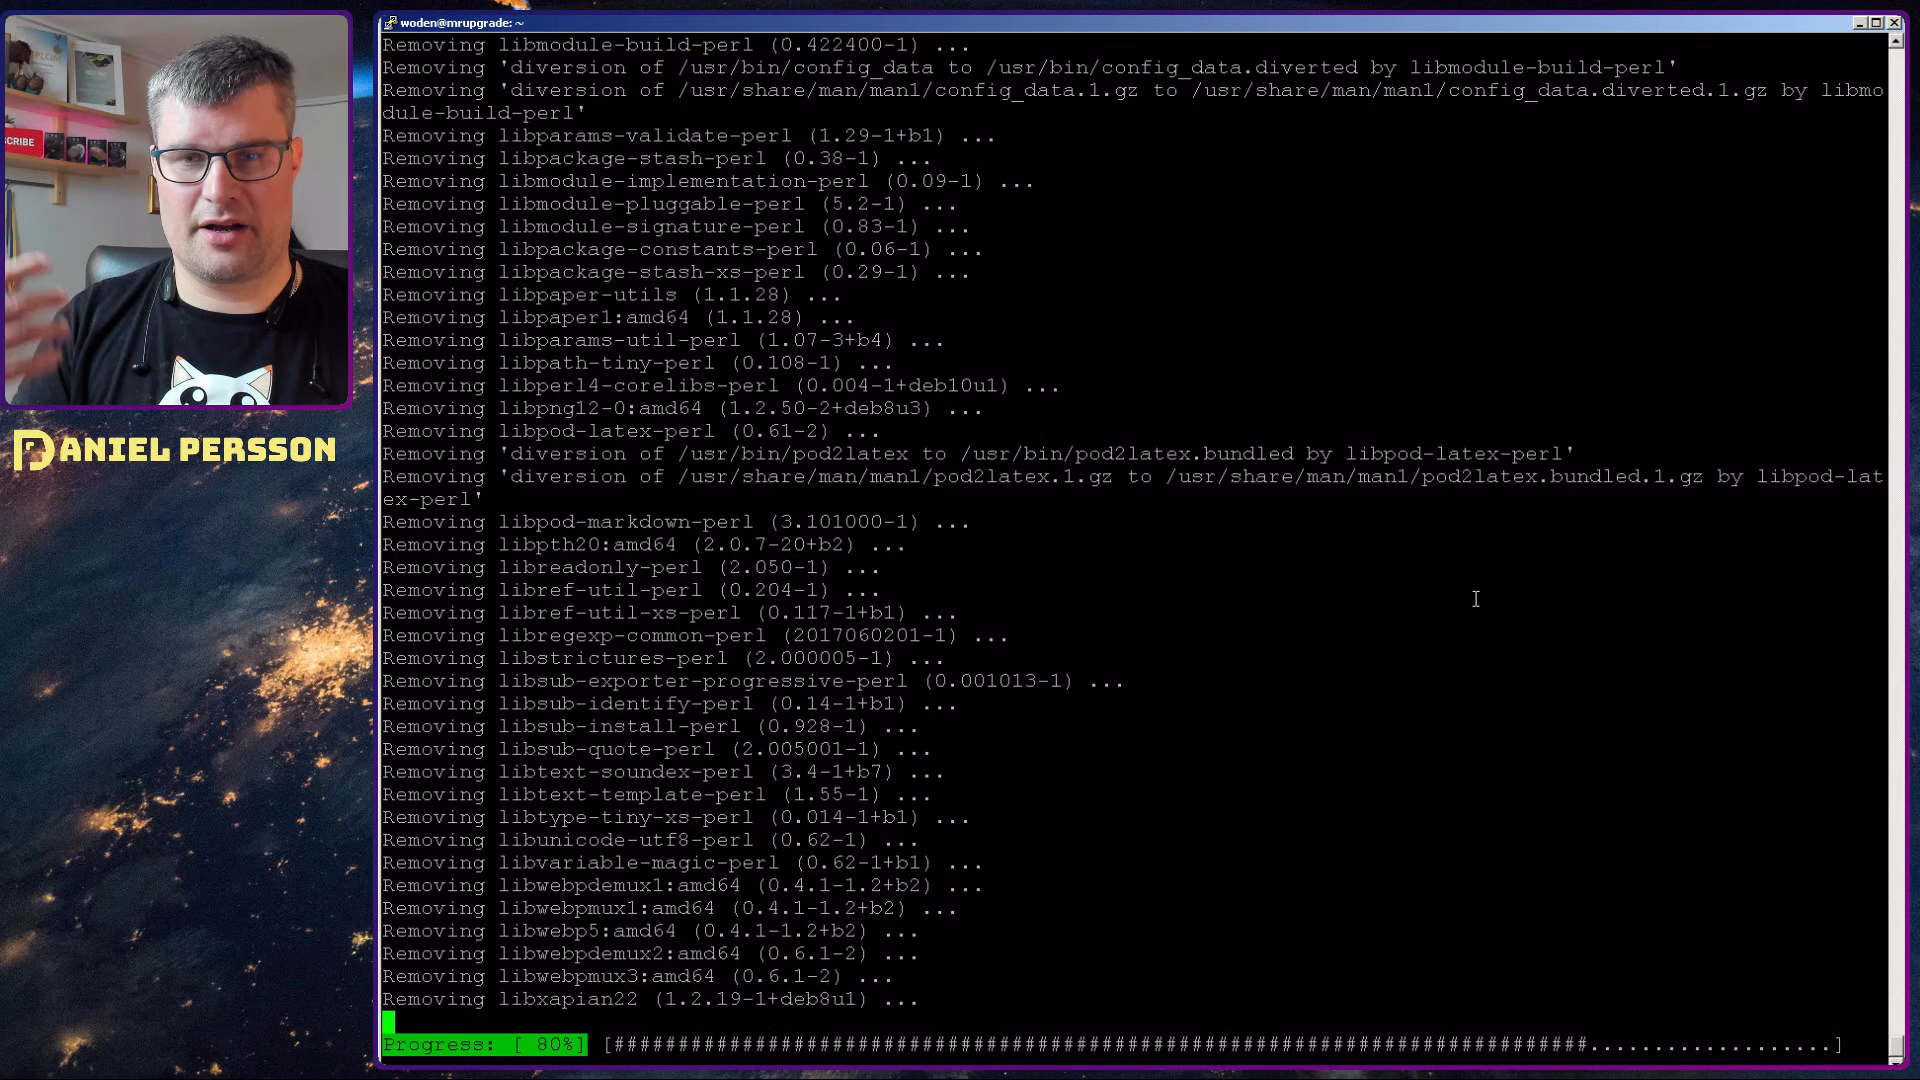 woden@mrupgrade: ~
Removing libmodule-build-perl (0.422400-1) ...
Removing 'diversion of /usr/bin/config_data to /usr/bin/config_data.diverted by libmodule-build-perl'
Removing 'diversion of /usr/share/man/man1/config_data.1.gz to /usr/share/man/man1/config_data.diverted.1.gz by libmo
dule-build-perl'
Removing libparams-validate-perl (1.29-1+b1) ...
Removing libpackage-stash-perl (0.38-1) ...
Removing libmodule-implementation-perl (0.09-1) ...
Removing libmodule-pluggable-perl (5.2-1) ...
Removing libmodule-signature-perl (0.83-1) ...
Removing libpackage-constants-perl (0.06-1) ...
Removing libpackage-stash-xs-perl (0.29-1) ...
Removing libpaper-utils (1.1.28) ...
Removing libpaper1:amd64 (1.1.28) ...
Removing libparams-util-perl (1.07-3+b4) ...
Removing libpath-tiny-perl (0.108-1) ...
Removing libperl4-corelibs-perl (0.004-1+deb10u1) ...
Removing libpng12-0:amd64 (1.2.50-2+deb8u3) ...
Removing libpod-latex-perl (0.61-2) ...
Removing 'diversion of /usr/bin/pod2latex to /usr/bin/pod2latex.bundled by libpod-latex-perl'
Removing 'diversion of /usr/share/man/man1/pod2latex.1.gz to /usr/share/man/man1/pod2latex.bundled.1.gz by libpod-lat
ex-perl'
Removing libpod-markdown-perl (3.101000-1) ...
Removing libpth20:amd64 (2.0.7-20+b2) ...
Removing libreadonly-perl (2.050-1) ...
Removing libref-util-perl (0.204-1) ...
Removing libref-util-xs-perl (0.117-1+b1) ...
Removing libregexp-common-perl (2017060201-1) ...
Removing libstrictures-perl (2.000005-1) ...
Removing libsub-exporter-progressive-perl (0.001013-1) ...
Removing libsub-identify-perl (0.14-1+b1) ...
Removing libsub-install-perl (0.928-1) ...
Removing libsub-quote-perl (2.005001-1) ...
Removing libtext-soundex-perl (3.4-1+b7) ...
Removing libtext-template-perl (1.55-1) ...
Removing libtype-tiny-xs-perl (0.014-1+b1) ...
Removing libunicode-utf8-perl (0.62-1) ...
Removing libvariable-magic-perl (0.62-1+b1) ...
Removing libwebpdemux1:amd64 (0.4.1-1.2+b2) ...
Removing libwebpmux1:amd64 (0.4.1-1.2+b2) ...
Removing libwebp5:amd64 (0.4.1-1.2+b2) ...
Removing libwebpdemux2:amd64 (0.6.1-2) ...
Removing libwebpmux3:amd64 (0.6.1-2) ...
Removing libxapian22 (1.2.19-1+deb8u1) ...
Progress: [ 80%] [############################################################################...................]
SCRIBE
DANIEL PERSSON